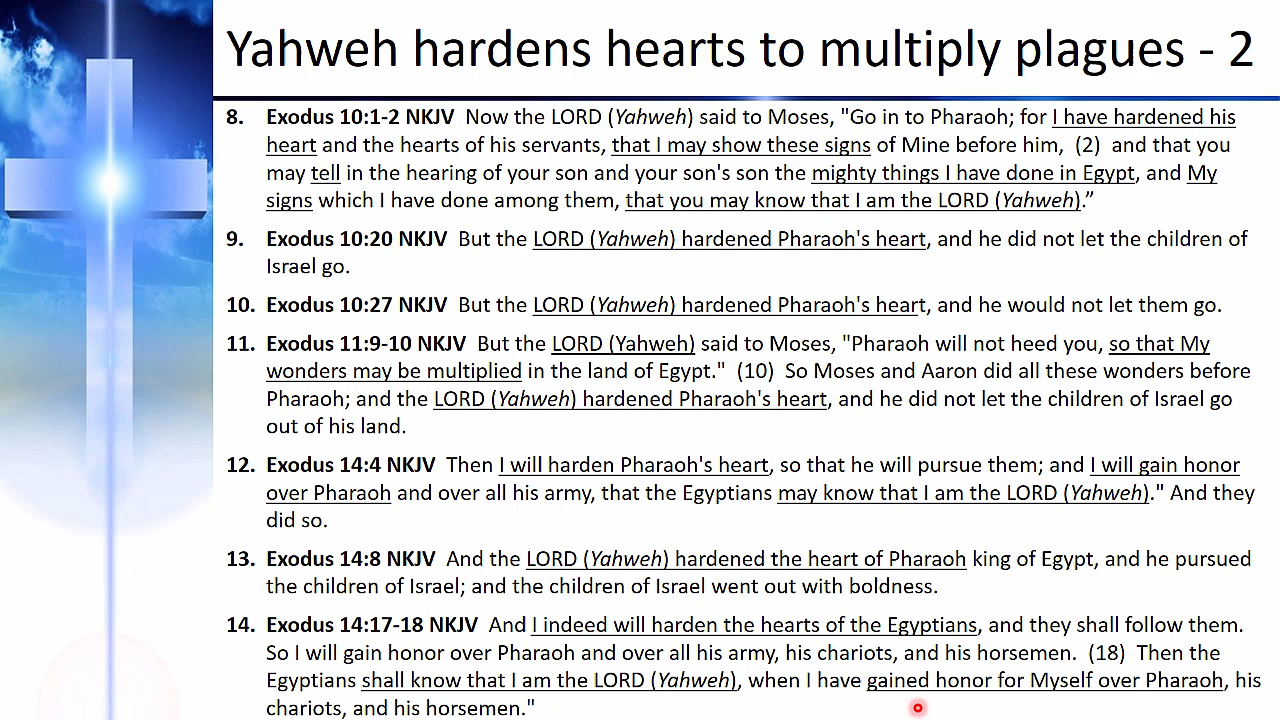 Yahweh hardens hearts to multiply plagues - 2
8. Exodus 10:1-2 NKJV Now the LORD (Yahweh) said to Moses, "Go in to Pharaoh; for I have hardened his
heart and the hearts of his servants, that I may show these signs of Mine before him, (2) and that you
may tell in the hearing of your son and your son's son the mighty things I have done in Egypt, and My
signs which I have done among them, that you may know that I am the LORD (Yahweh).”
9. Exodus 10:20 NKJV But the LORD (Yahweh) hardened Pharaoh's heart, and he did not let the children of
Israel go.
10. Exodus 10:27 NKJV But the LORD (Yahweh) hardened Pharaoh's heart, and he would not let them go.
11. Exodus 11:9-10 NKJV But the LORD (Yahweh) said to Moses, "Pharaoh will not heed you, so that My
wonders may be multiplied in the land of Egypt." (10) So Moses and Aaron did all these wonders before
Pharaoh; and the LORD (Yahweh) hardened Pharaoh's heart, and he did not let the children of Israel go
out of his land.
12. Exodus 14:4 NKJV Then I will harden Pharaoh's heart, so that he will pursue them; and I will gain honor
over Pharaoh and over all his army, that the Egyptians may know that I am the LORD (Yahweh)." And they
did so.
13. Exodus 14:8 NKJV And the LORD (Yahweh) hardened the heart of Pharaoh king of Egypt, and he pursued
the children of Israel; and the children of Israel went out with boldness.
14. Exodus 14:17-18 NKJV And I indeed will harden the hearts of the Egyptians, and they shall follow them.
So I will gain honor over Pharaoh and over all his army, his chariots, and his horsemen. (18) Then the
Egyptians shall know that I am the LORD (Yahweh), when I have gained honor for Myself over Pharaoh, his
chariots, and his horsemen."